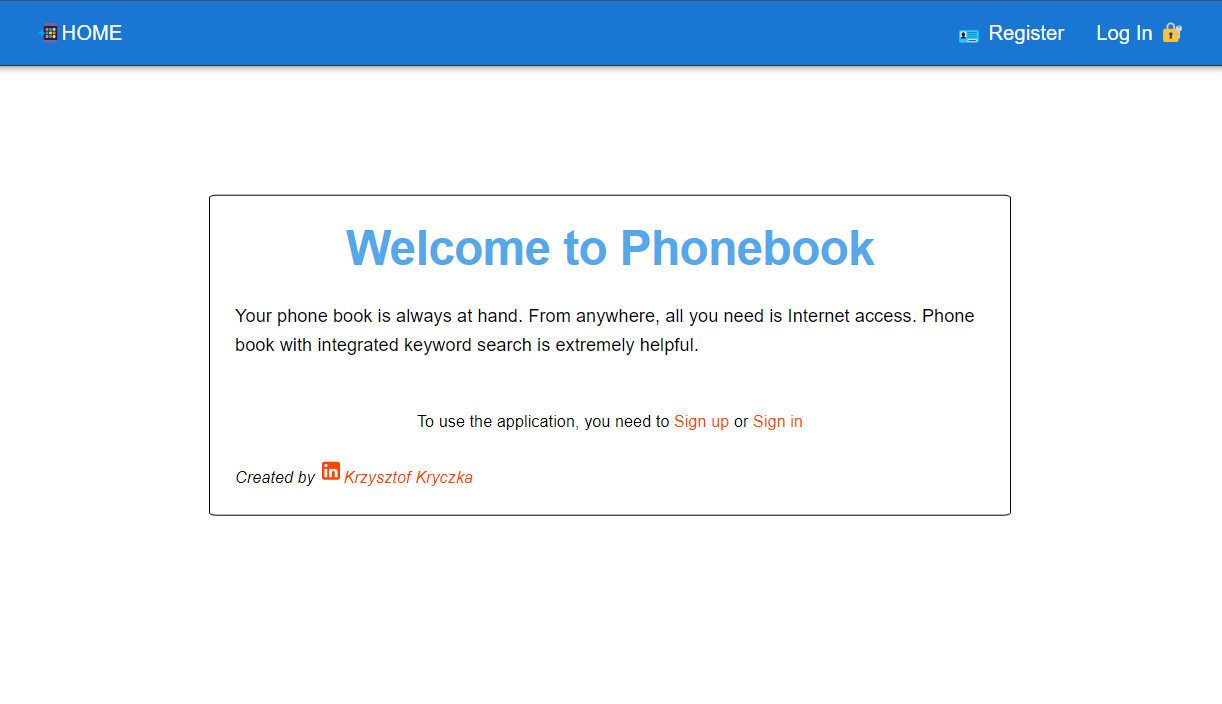 HOME
Register
Log In
Welcome to Phonebook
Your phone book is always at hand. From anywhere, all you need is Internet access. Phone
book with integrated keyword search is extremely helpful.
To use the application, you need to Sign up or Sign in
Created by in Krzysztof Kryczka